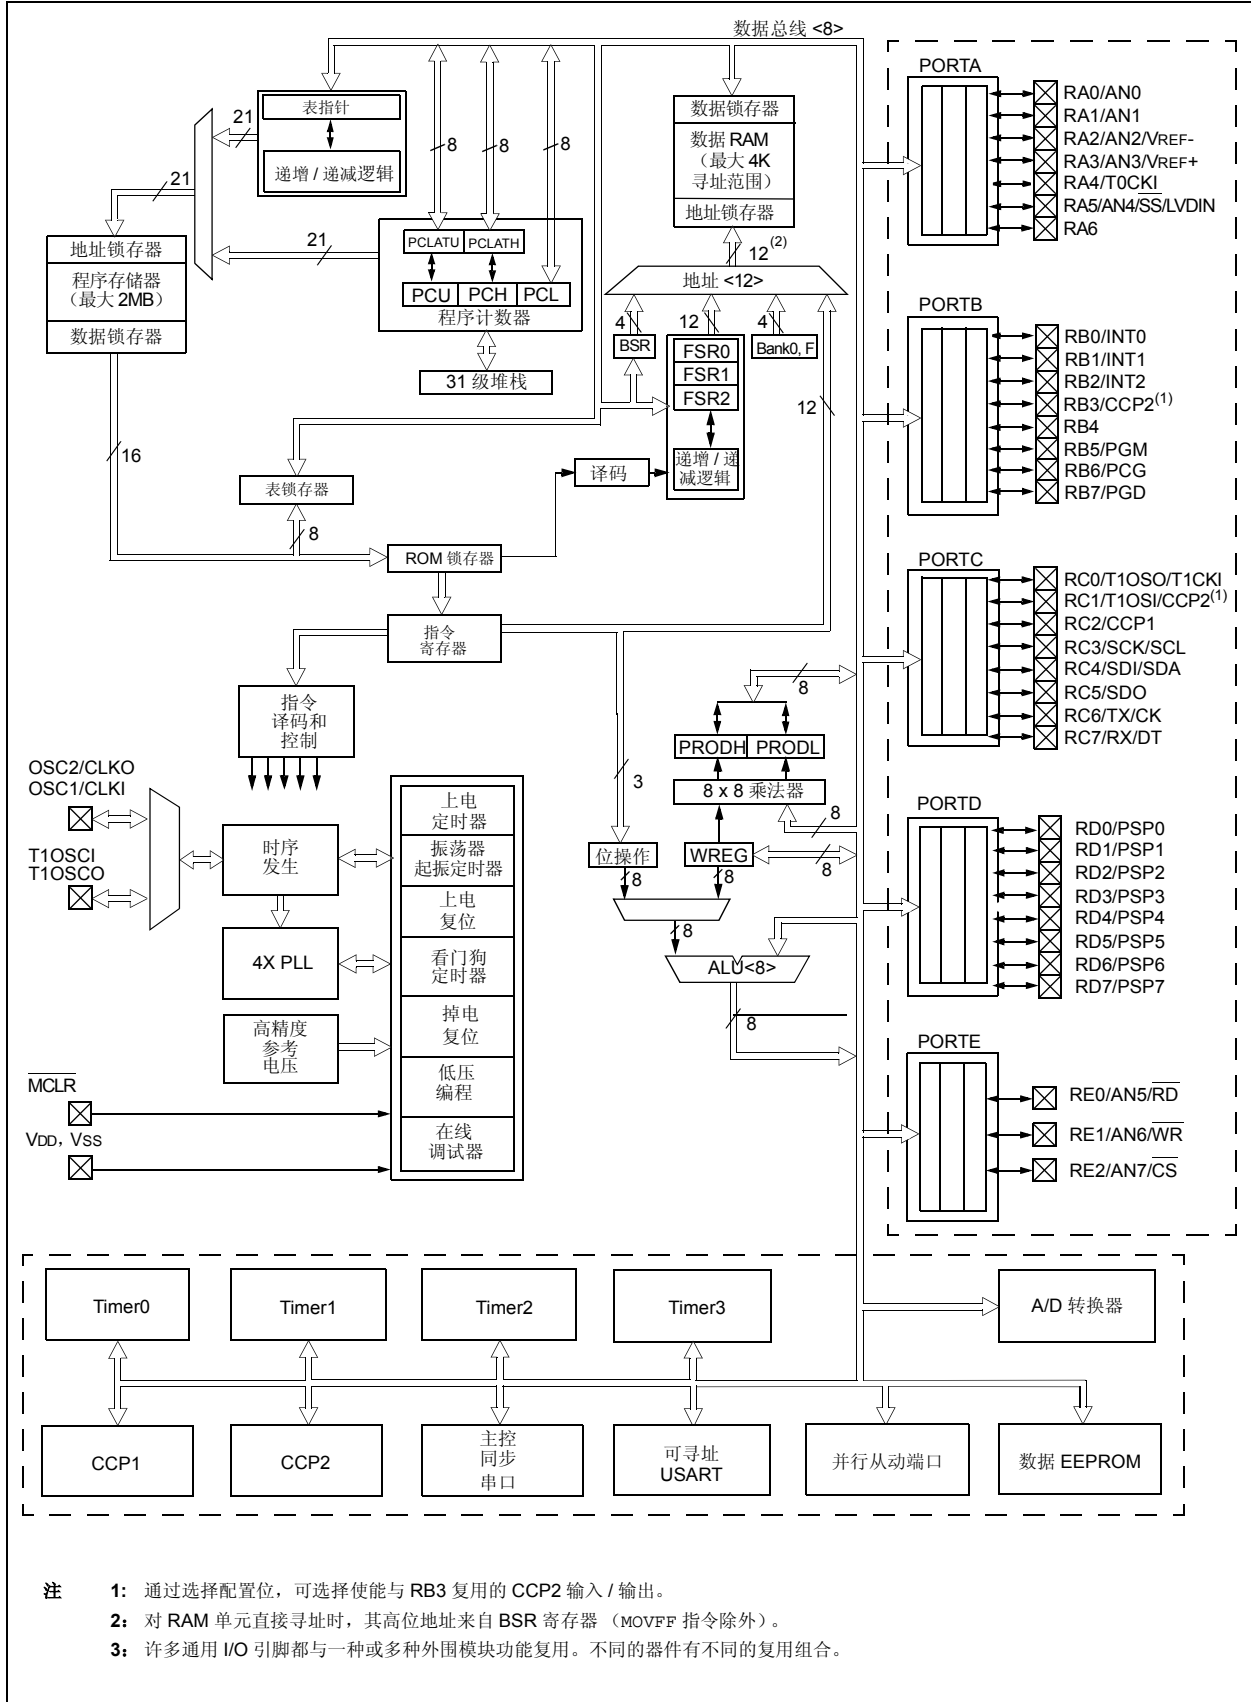 数据总线 <8>
表指针
递增 / 递减逻辑
21
21
21
8
8
8
地址锁存器
程序存储器
（最大 2MB）
数据锁存器
PCLATU
PCLATH
PCU
PCH
PCL
程序计数器
31 级堆栈
数据锁存器
数据 RAM
（最大 4K
寻址范围）
地址锁存器
12(2)
地址 <12>
4
12
4
BSR
FSR0
FSR1
FSR2
Bank0, F
递增 / 递
减逻辑
12
16
表锁存器
8
译码
ROM 锁存器
指令
寄存器
指令
译码和
控制
OSC2/CLKO
OSC1/CLKI
T1OSCI
T1OSCO
时序
发生
4X PLL
高精度
参考
电压
MCLR
VDD，VSS
上电
定时器
振荡器
起振定时器
上电
复位
看门狗
定时器
掉电
复位
低压
编程
在线
调试器
8
PRODH
PRODL
8 x 8 乘法器
3
8
位操作
WREG
8
8
8
8
ALU<8>
8
PORTA
RA0/AN0
RA1/AN1
RA2/AN2/VREF-
RA3/AN3/VREF+
RA4/T0CKI
RA5/AN4/SS/LVDIN
RA6
PORTB
RB0/INT0
RB1/INT1
RB2/INT2
RB3/CCP2(1)
RB4
RB5/PGM
RB6/PCG
RB7/PGD
PORTC
RC0/T1OSO/T1CKI
RC1/T1OSI/CCP2(1)
RC2/CCP1
RC3/SCK/SCL
RC4/SDI/SDA
RC5/SDO
RC6/TX/CK
RC7/RX/DT
PORTD
RD0/PSP0
RD1/PSP1
RD2/PSP2
RD3/PSP3
RD4/PSP4
RD5/PSP5
RD6/PSP6
RD7/PSP7
PORTE
RE0/AN5/RD
RE1/AN6/WR
RE2/AN7/CS
Timer0
Timer1
Timer2
Timer3
A/D 转换器
CCP1
CCP2
主控
同步
串口
可寻址
USART
并行从动端口
数据 EEPROM
注 1: 通过选择配置位，可选择使能与 RB3 复用的 CCP2 输入 / 输出。
2: 对 RAM 单元直接寻址时，其高位地址来自 BSR 寄存器 （MOVFF 指令除外）。
3: 许多通用 I/O 引脚都与一种或多种外围模块功能复用。不同的器件有不同的复用组合。